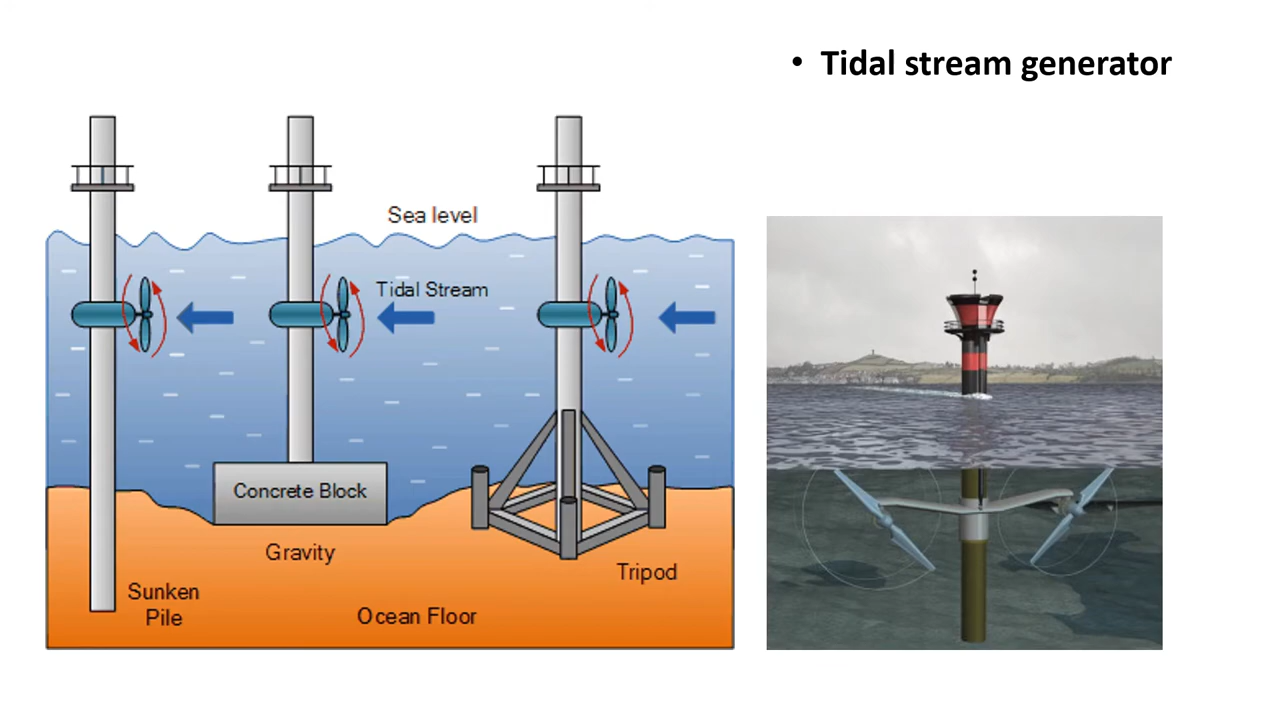 • Tidal stream generator
Sea level
Tidal Stream
Concrete Block
Gravity
Tripod
Sunken
Pile
Ocean Floor